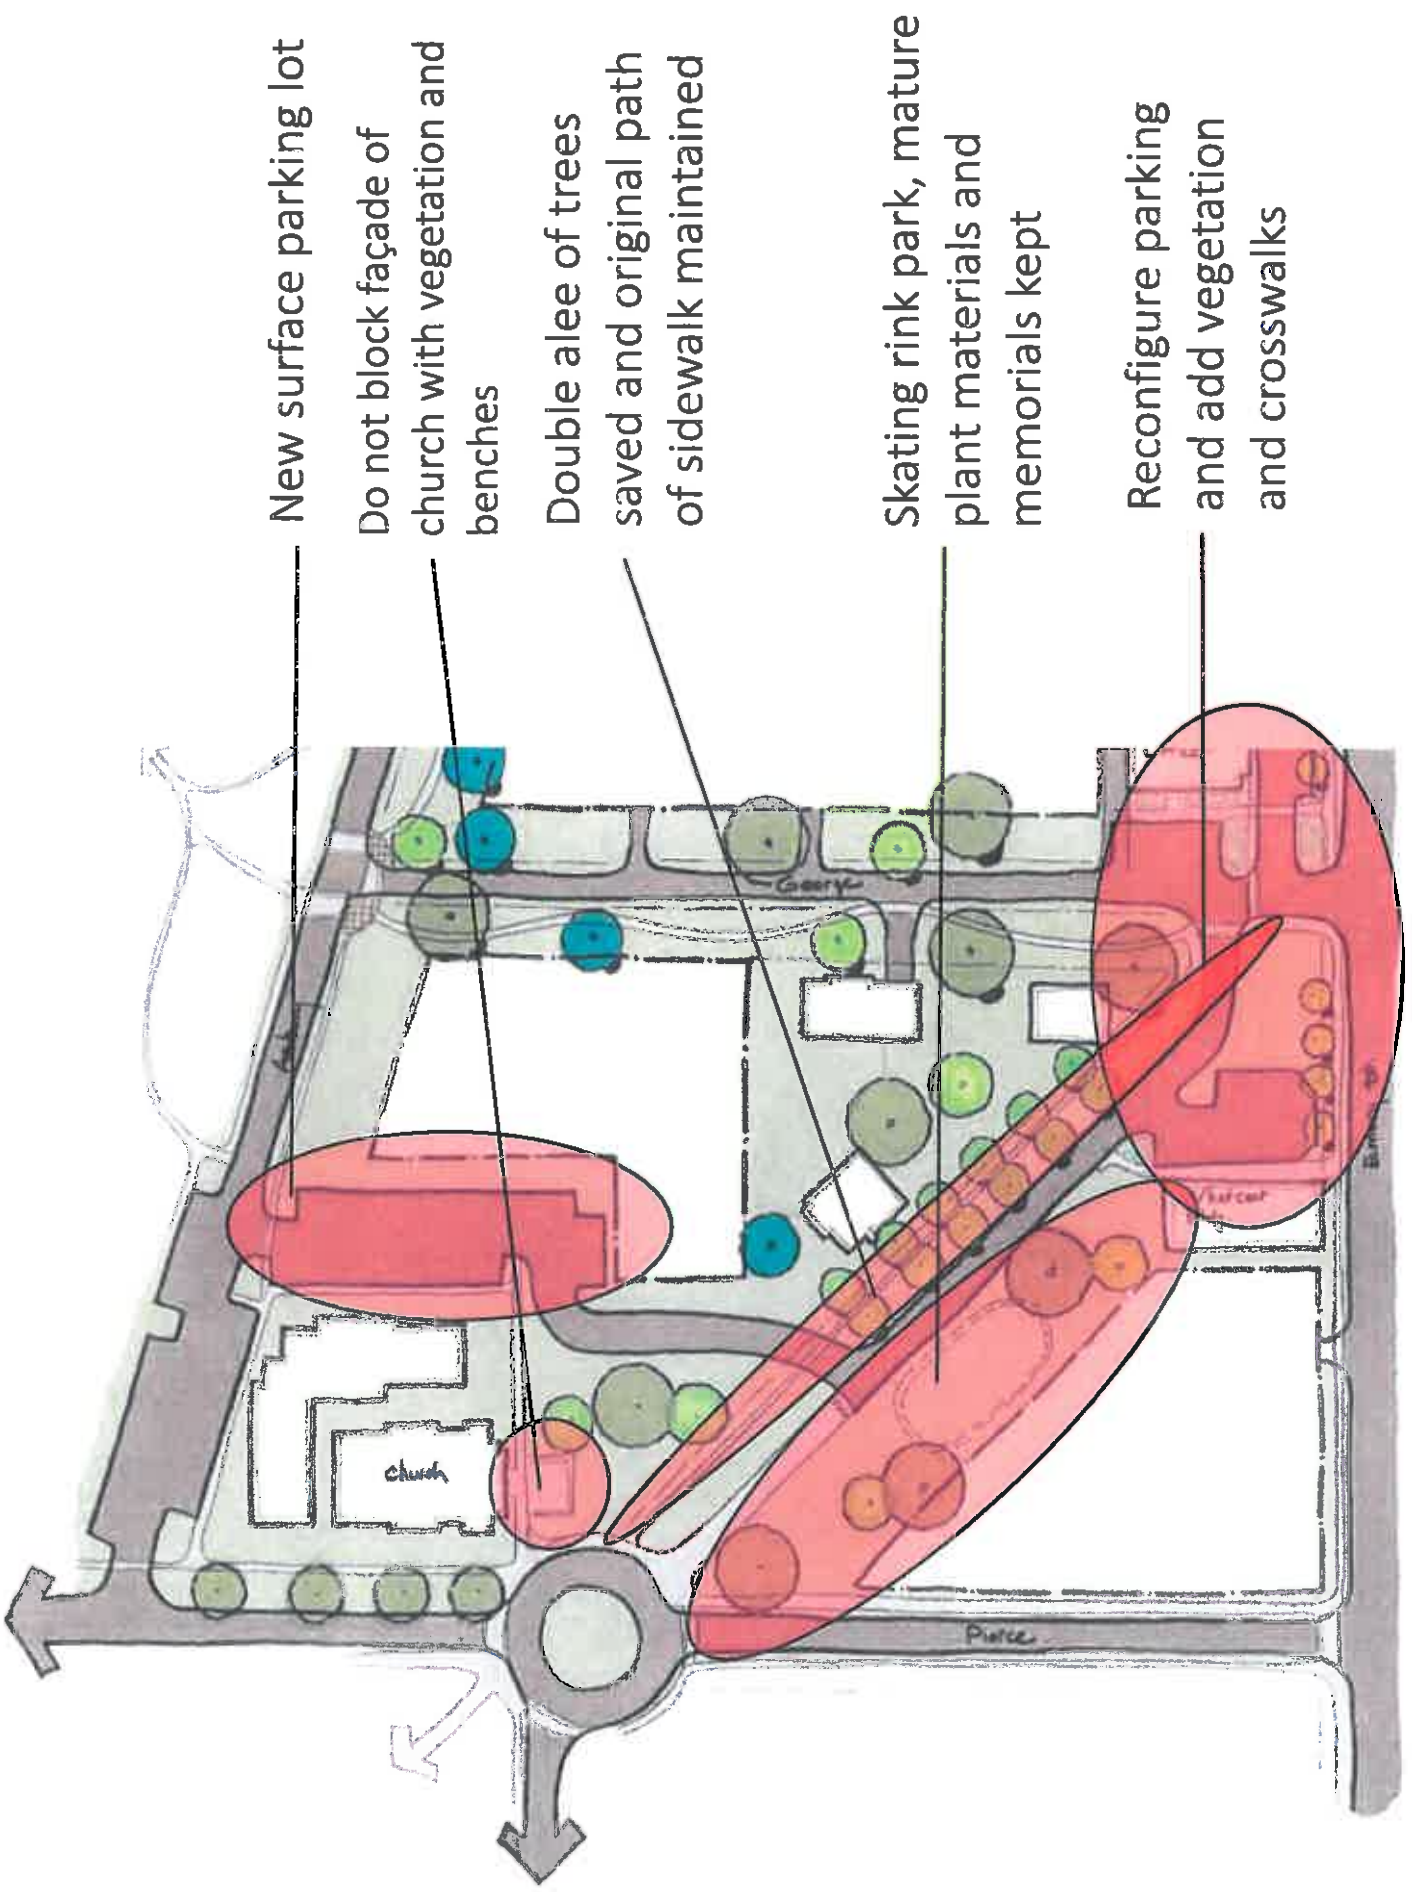 New surface parking lot
Do not block façade of
church with vegetation and
benches
Double alee of trees
saved and original path
of sidewalk maintained
Skating rink park, mature
plant materials and
memorials kept
Reconfigure parking
and add vegetation
and crosswalks
George
church
Pierce